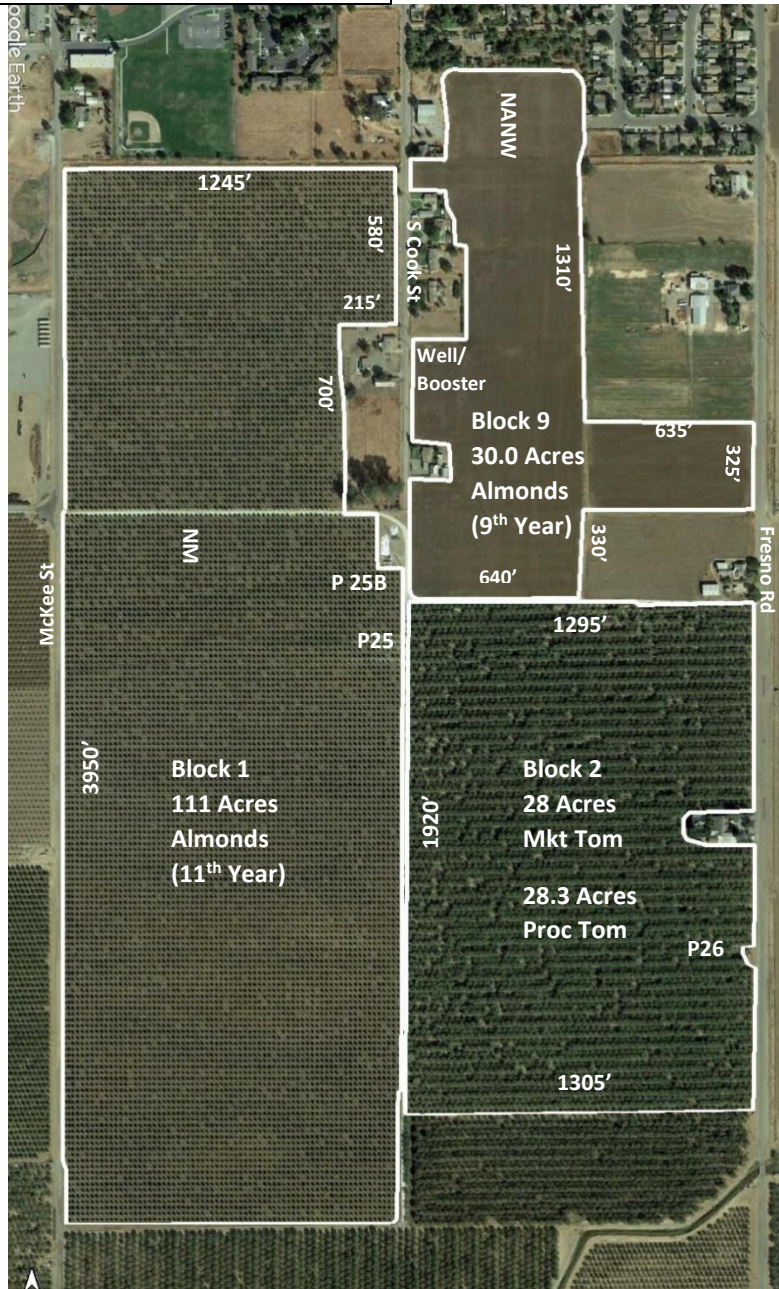 oogle Earth
NANW
1245'
580'
S Cook St
215'
1310'
Well/
Booster
700'
Block 9
30.0 Acres
Almonds
(9th Year)
635'
325'
330'
Fresno Rd
NM
640'
P 25B
1295'
P25
McKee St
3950'
Block 1
111 Acres
Almonds
(11th Year)
1920'
Block 2
28 Acres
Mkt Tom
28.3 Acres
Proc Tom
P26
1305'